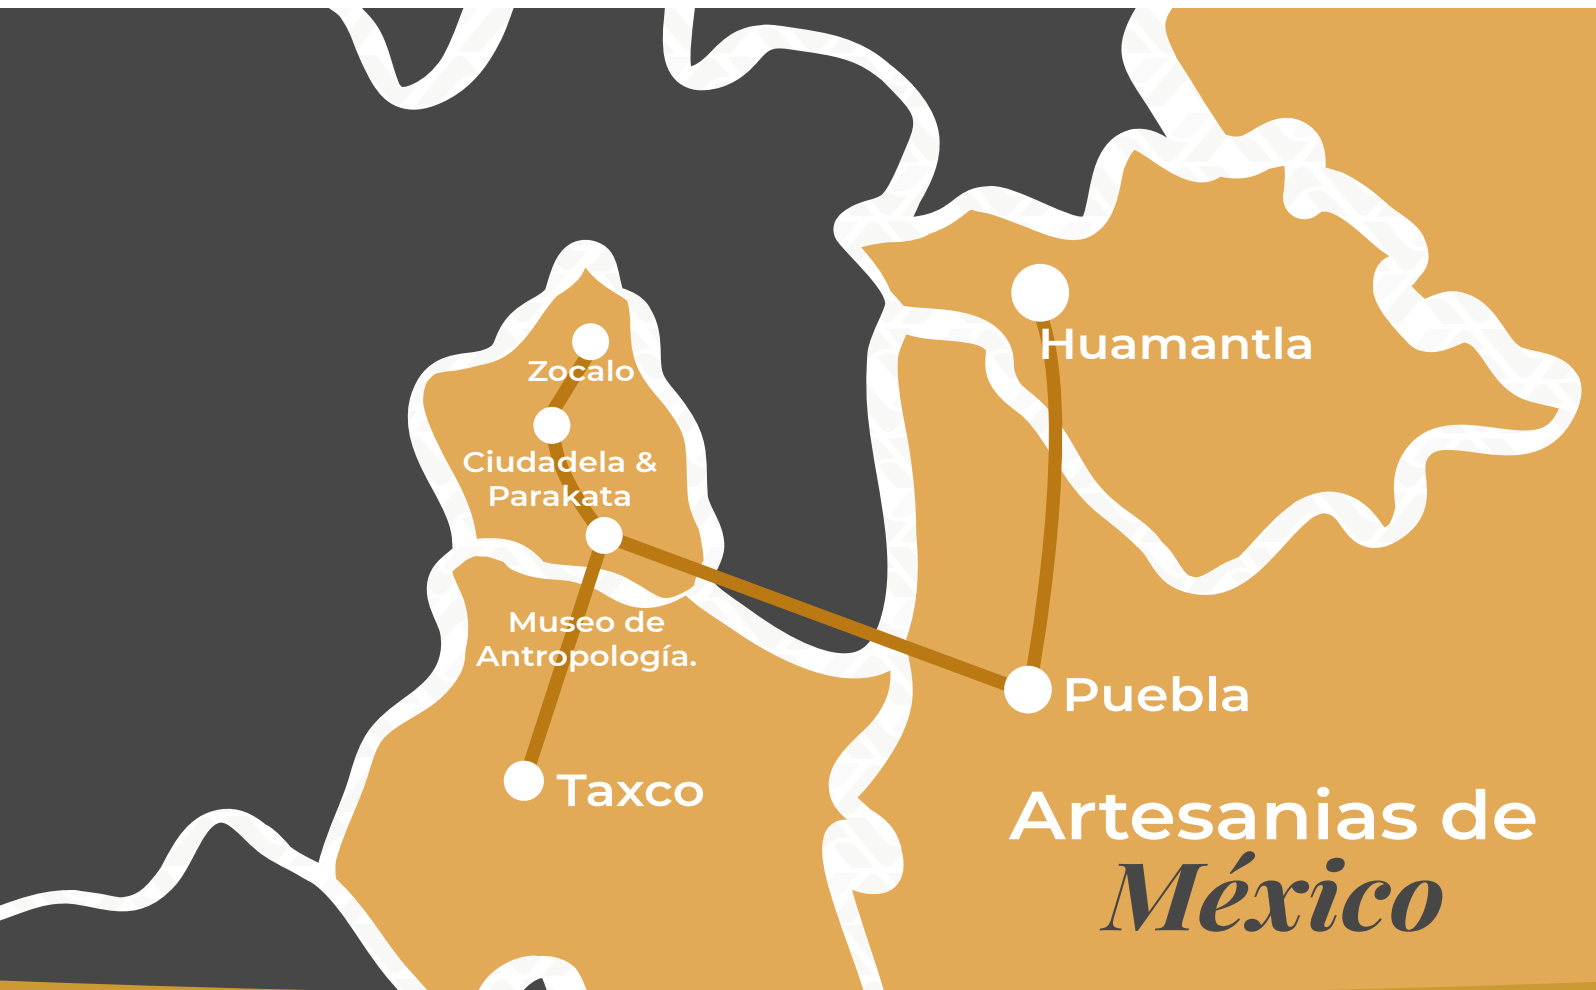 Huamantla
Zocalo
Ciudadela &
Parakata
Museo de
Antropología.
Puebla
Taxco
Artesanias de
México